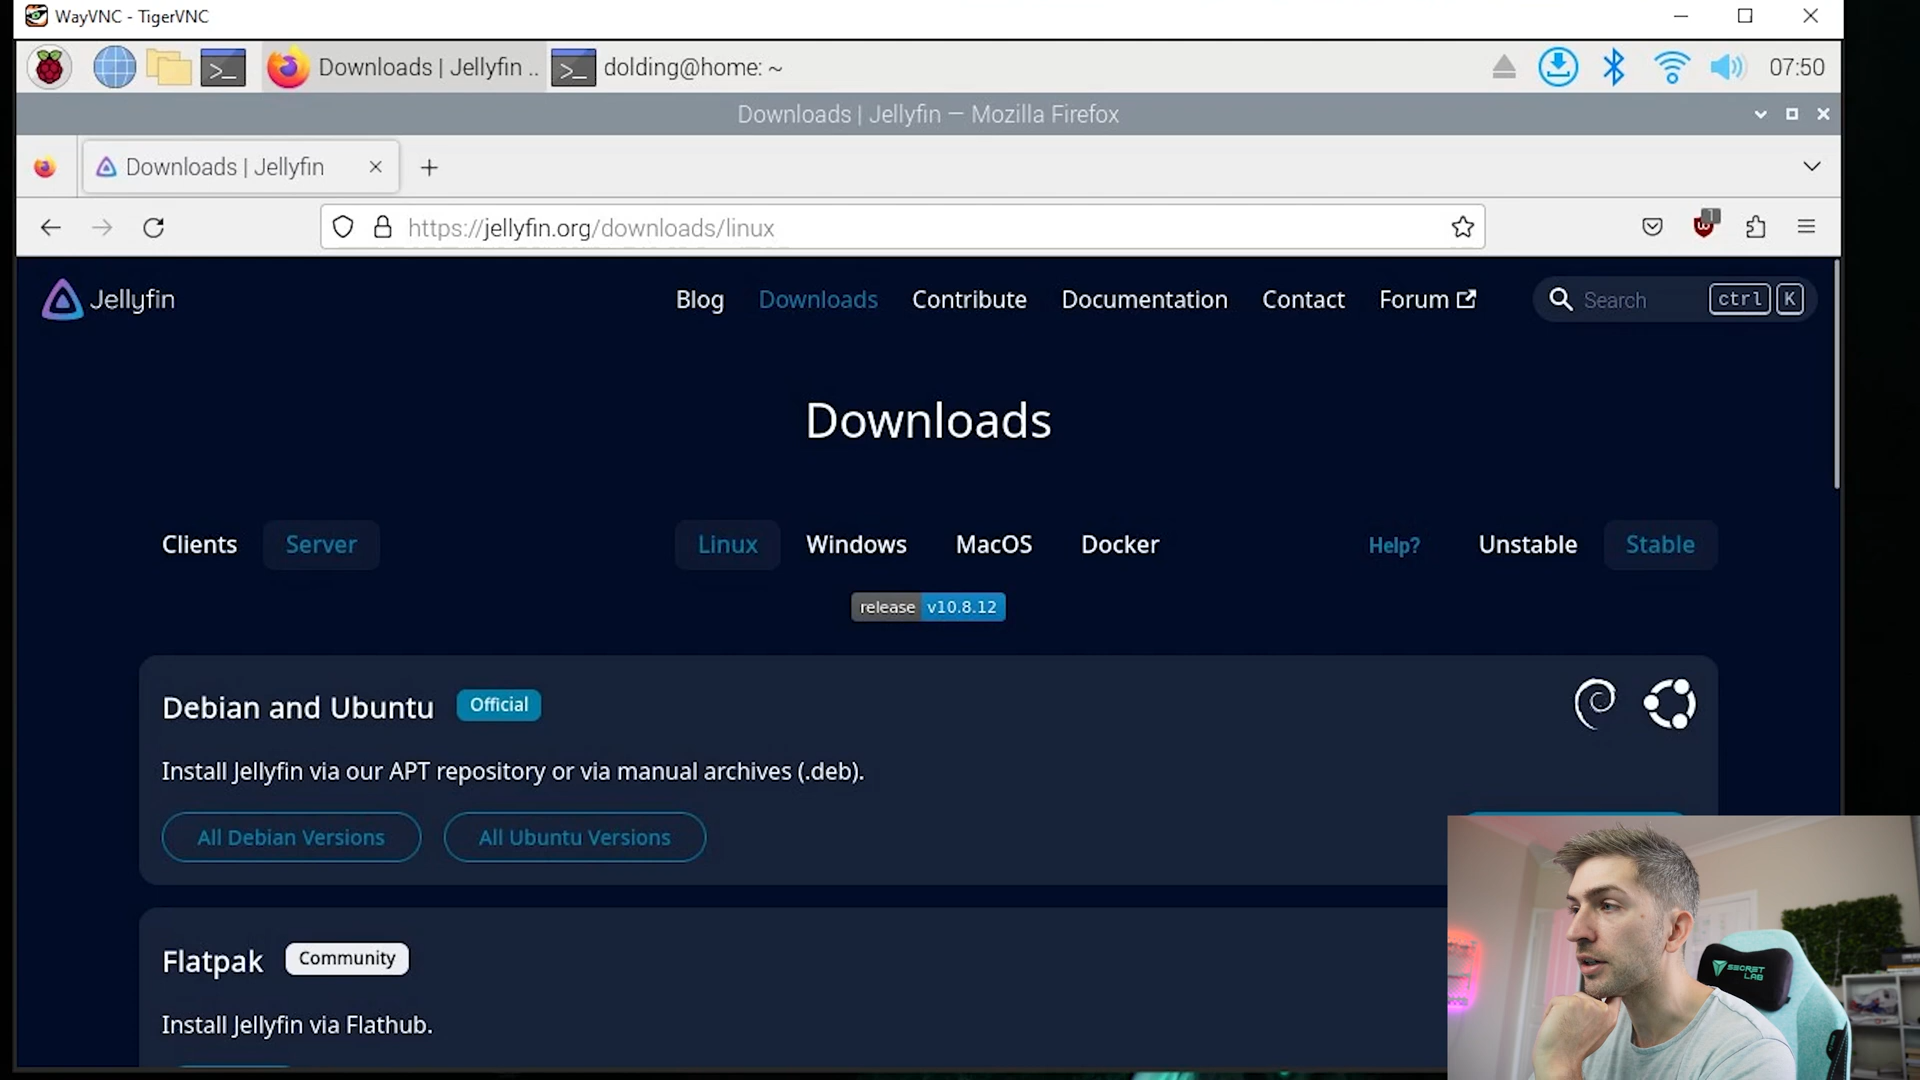 WayVNC - TigerVNC
Downloads | Jellyfin ..
dolding@home: ~
07:50
Downloads | Jellyfin — Mozilla Firefox
Downloads | Jellyfin
https://jellyfin.org/downloads/linux
1
Jellyfin
Blog
Downloads
Contribute
Documentation
Contact
Forum
Search
ctrl
K
Downloads
Clients
Server
Linux
Windows
MacOS
Docker
Help?
Unstable
Stable
release v10.8.12
Debian and Ubuntu
Official
Install Jellyfin via our APT repository or via manual archives (.deb).
All Debian Versions
All Ubuntu Versions
Flatpak
Community
Install Jellyfin via Flathub.
SECRET
LAB